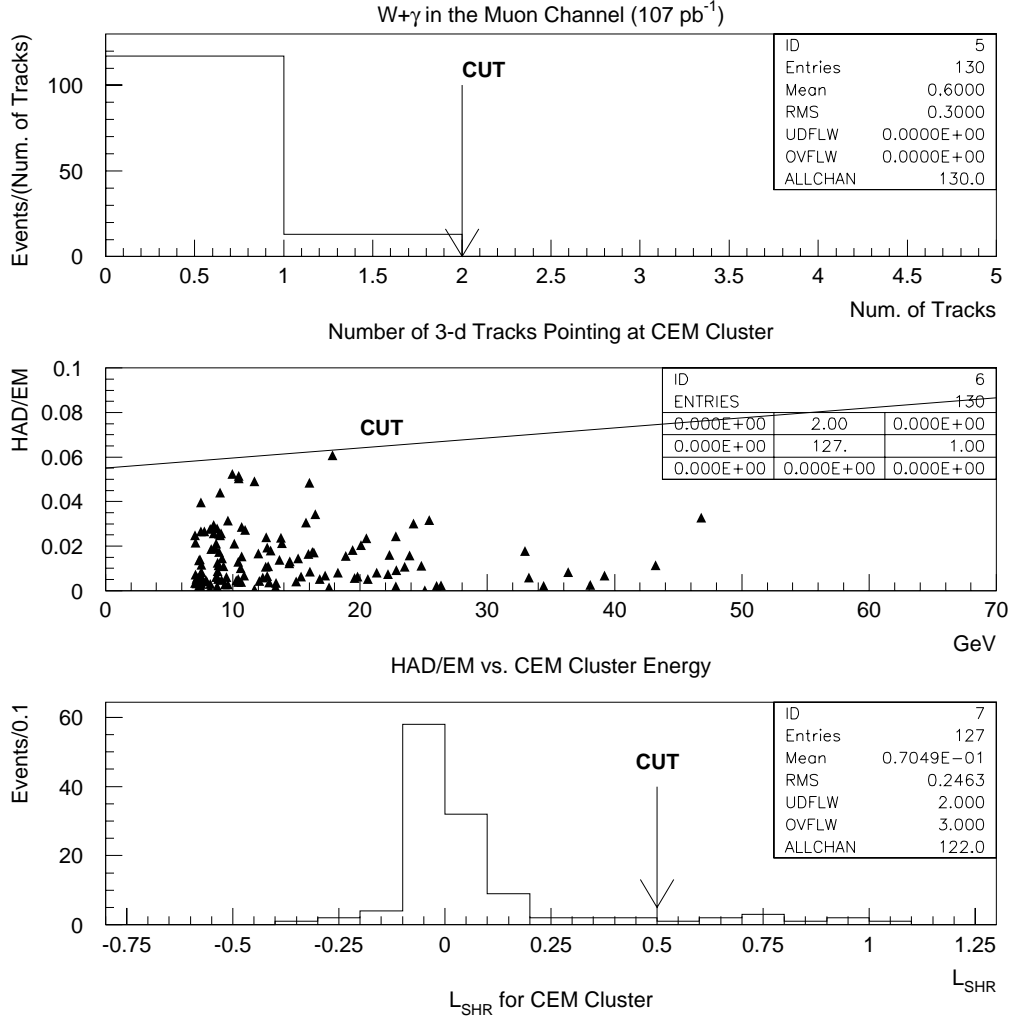 W+γ in the Muon Channel (107 pb-1)
Events/(Num. of Tracks)
100
50
0
CUT
ID 5
Entries 130
Mean 0.6000
RMS 0.3000
UDFLW 0.0000E+00
OVFLW 0.0000E+00
ALLCHAN 130.0
0 0.5 1 1.5 2 2.5 3 3.5 4 4.5 5
Num. of Tracks
Number of 3-d Tracks Pointing at CEM Cluster
HAD/EM
0.1
0.08
0.06
0.04
0.02
0
CUT
ID 6
ENTRIES 130
0.000E+00 2.00 0.000E+00
0.000E+00 127. 1.00
0.000E+00 0.000E+00 0.000E+00
0 10 20 30 40 50 60 70
GeV
HAD/EM vs. CEM Cluster Energy
Events/0.1
60
40
20
0
CUT
ID 7
Entries 127
Mean 0.7049E-01
RMS 0.2463
UDFLW 2.000
OVFLW 3.000
ALLCHAN 122.0
-0.75 -0.5 -0.25 0 0.25 0.5 0.75 1 1.25
LSHR
LSHR for CEM Cluster